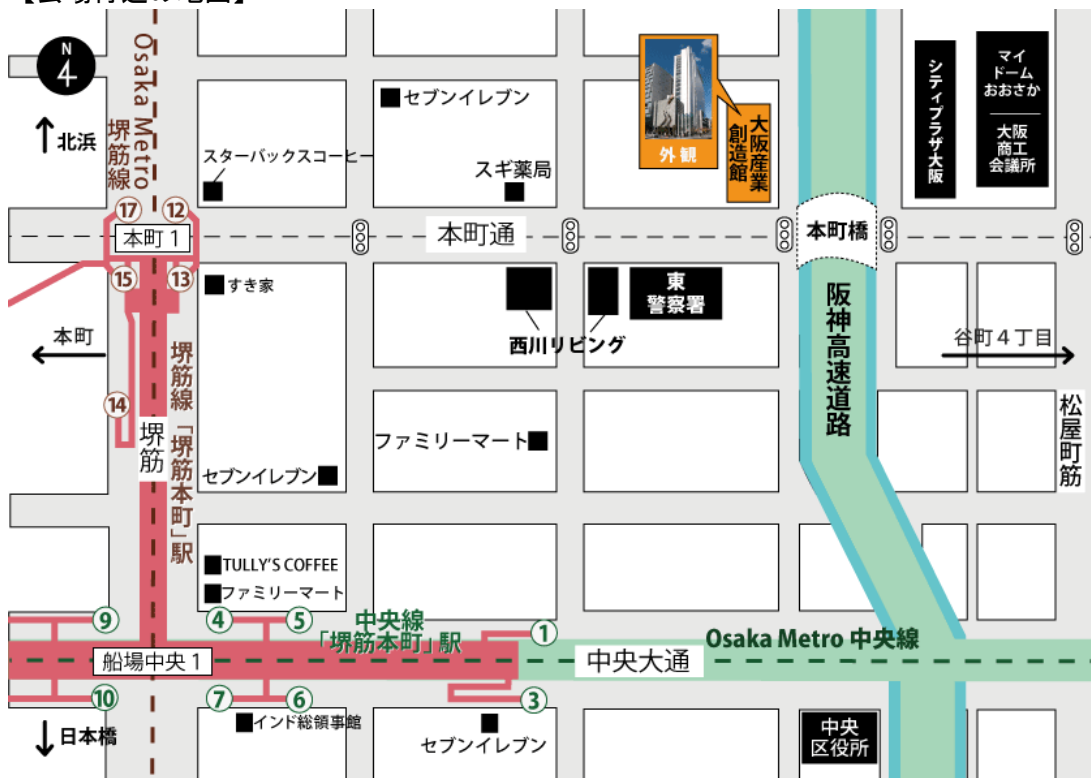 【会場付近の地図】
N
4
北浜
Osaka Metro
堺筋線
セブンイレブン
スターバックスコーヒー
スギ薬局
外観
大阪産業
創造館
シティプラザ大阪
マイ
ドーム
おおさか
大阪
商工
会議所
17
12
本町1
本町通
本町橋
15
13
すき家
西川リビング
東
警察署
本町
阪神高速道路
谷町4丁目
14
堺筋
堺筋線「堺筋本町」駅
ファミリーマート
セブンイレブン
松屋町筋
TULLY'S COFFEE
ファミリーマート
9
4
5
中央線
「堺筋本町」駅
1
Osaka Metro 中央線
船場中央1
中央大通
10
7
6
3
日本橋
インド総領事館
セブンイレブン
中央
区役所